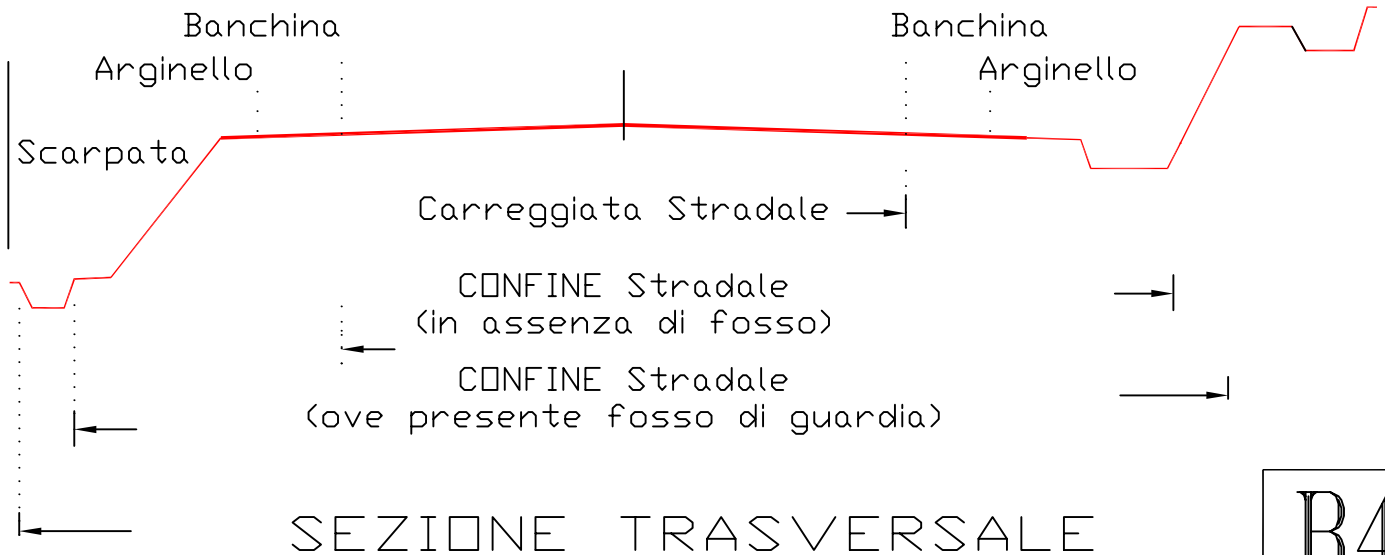 Banchina Banchina
Arginello Arginello
Scarpata
Carreggiata Stradale
CONFINE Stradale
(in assenza di fosso)
CONFINE Stradale
(ove presente fosso di guardia)
SEZIONE TRASVERSALE
B4